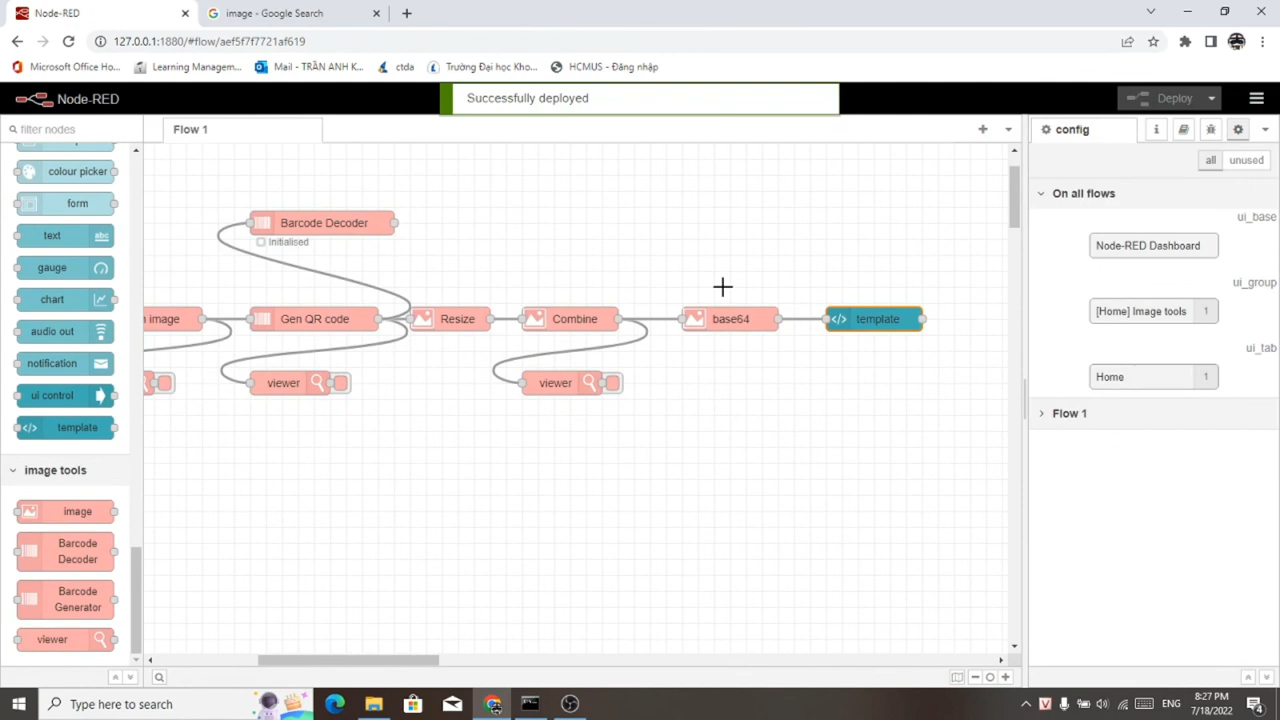 Node-RED
image - Google Search
127.0.0.1:1880/#flow/aef5f7f7721af619
Microsoft Office Ho...
Learning Managem...
Mail - TRẦN ANH K...
ctda
Trường Đại học Kho...
HCMUS - Đăng nhập
Node-RED
Successfully deployed
Deploy
filter nodes
Flow 1
config
all
unused
colour picker
form
text
abc
gauge
chart
audio out
notification
ui control
template
image tools
image
Barcode
Decoder
Barcode
Generator
viewer
Barcode Decoder
Initialised
n image
Gen QR code
Resize
Combine
base64
template
viewer
viewer
On all flows
ui_base
Node-RED Dashboard
ui_group
[Home] Image tools
1
ui_tab
Home
1
Flow 1
Type here to search
ENG
8:27 PM
7/18/2022
4